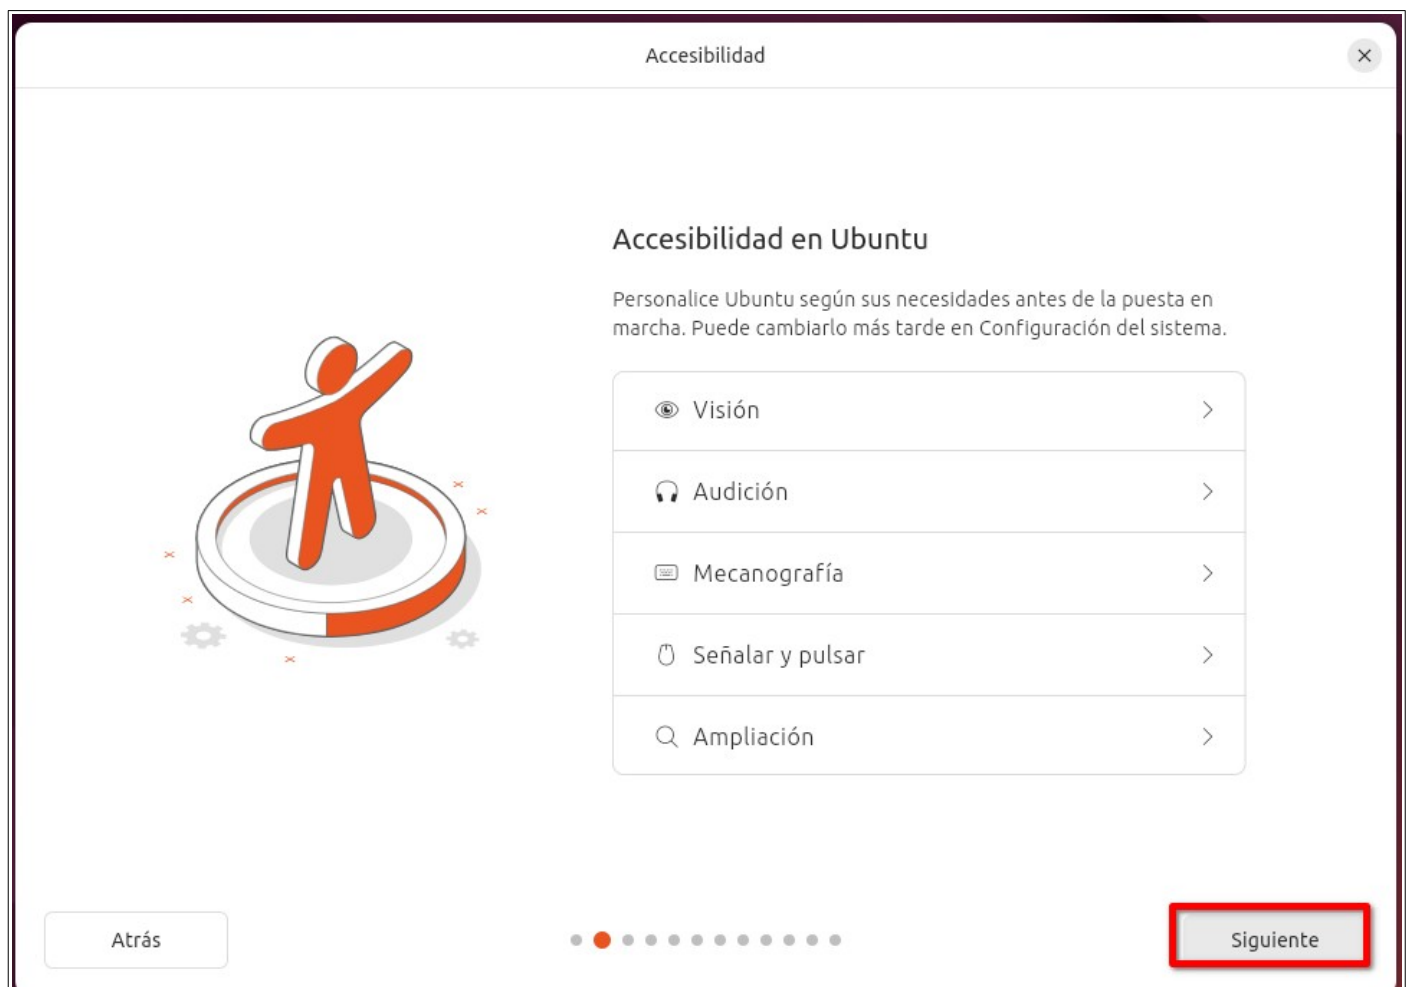 Accesibilidad
Accesibilidad en Ubuntu
Personalice Ubuntu según sus necesidades antes de la puesta en
marcha. Puede cambiarlo más tarde en Configuración del sistema.
Visión
Audición
Mecanografía
Señalar y pulsar
Ampliación
Atrás
Siguiente